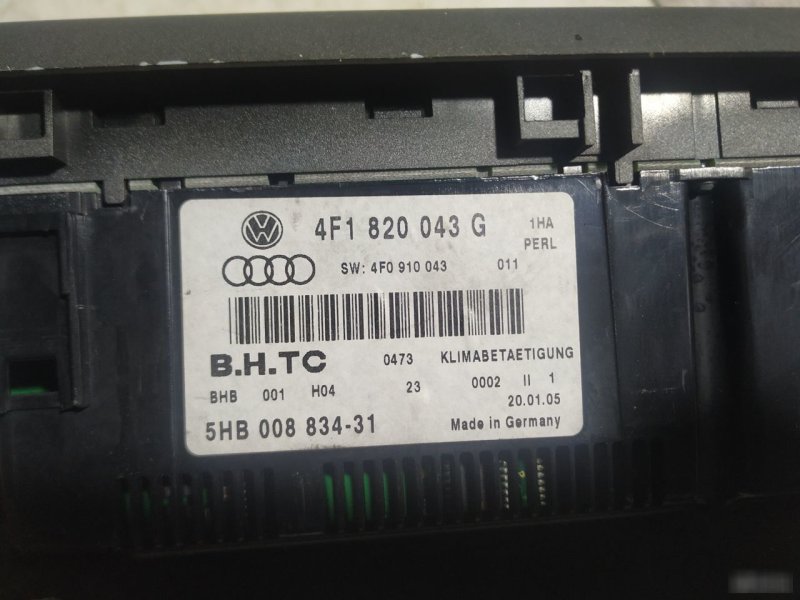 4F1 820 043 G 1HA
PERL
SW: 4F0 910 043 011
B.H.TC 0473 KLIMABETAETIGUNG
BHB 001 H04 23 0002 II 1
20.01.05
5HB 008 834-31 Made in Germany